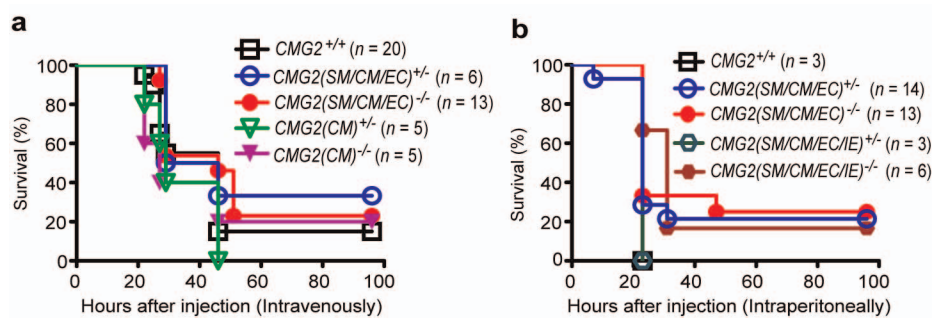 a
CMG2+/+ (n = 20)
CMG2(SM/CM/EC)+/- (n = 6)
CMG2(SM/CM/EC)-/- (n = 13)
CMG2(CM)+/- (n = 5)
CMG2(CM)-/- (n = 5)
Survival (%)
100
80
60
40
20
0
0 20 40 60 80 100
Hours after injection (Intravenously)
b
CMG2+/+ (n = 3)
CMG2(SM/CM/EC)+/- (n = 14)
CMG2(SM/CM/EC)-/- (n = 13)
CMG2(SM/CM/EC/IE)+/- (n = 3)
CMG2(SM/CM/EC/IE)-/- (n = 6)
Survival (%)
100
80
60
40
20
0
0 20 40 60 80 100
Hours after injection (Intraperitoneally)